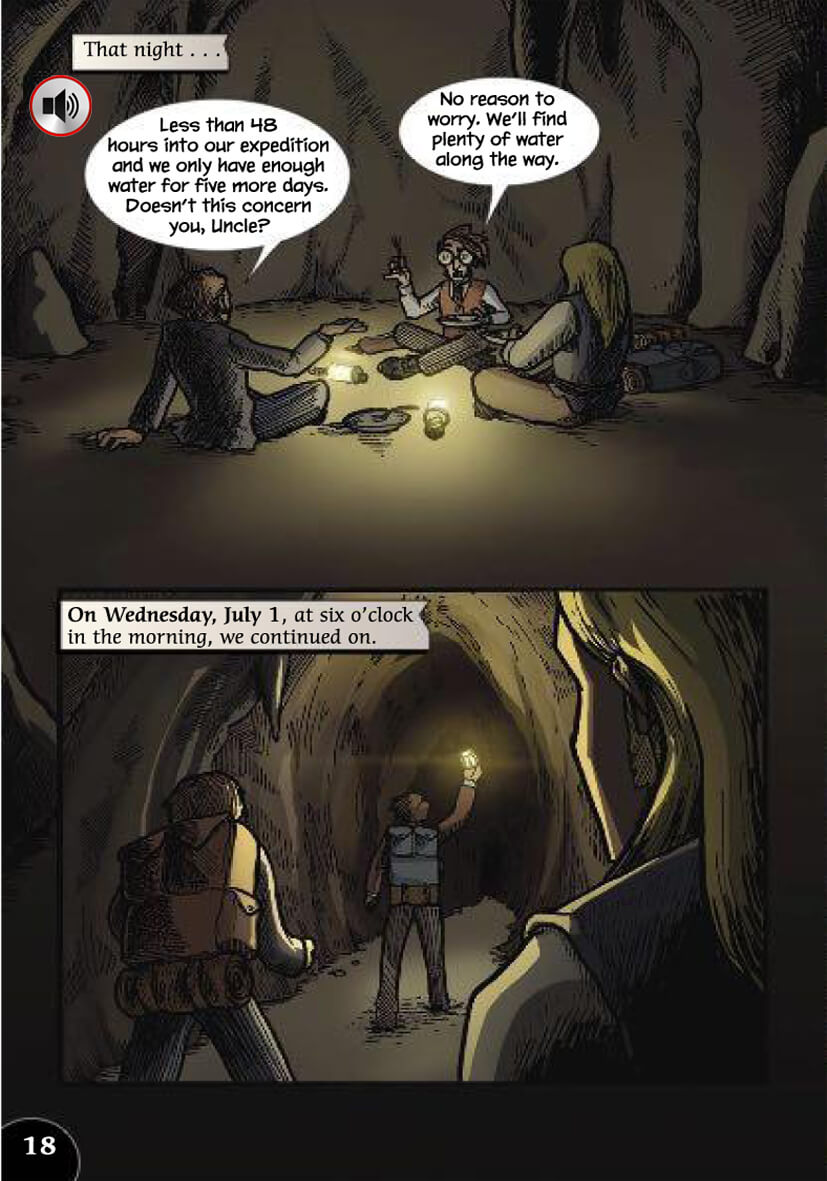 That night . . .
Less than 48
hours into our expedition
and we only have enough
water for five more days.
Doesn't this concern
you, Uncle?
No reason to
worry. We'll find
plenty of water
along the way.
On Wednesday, July 1, at six o'clock
in the morning, we continued on.
18